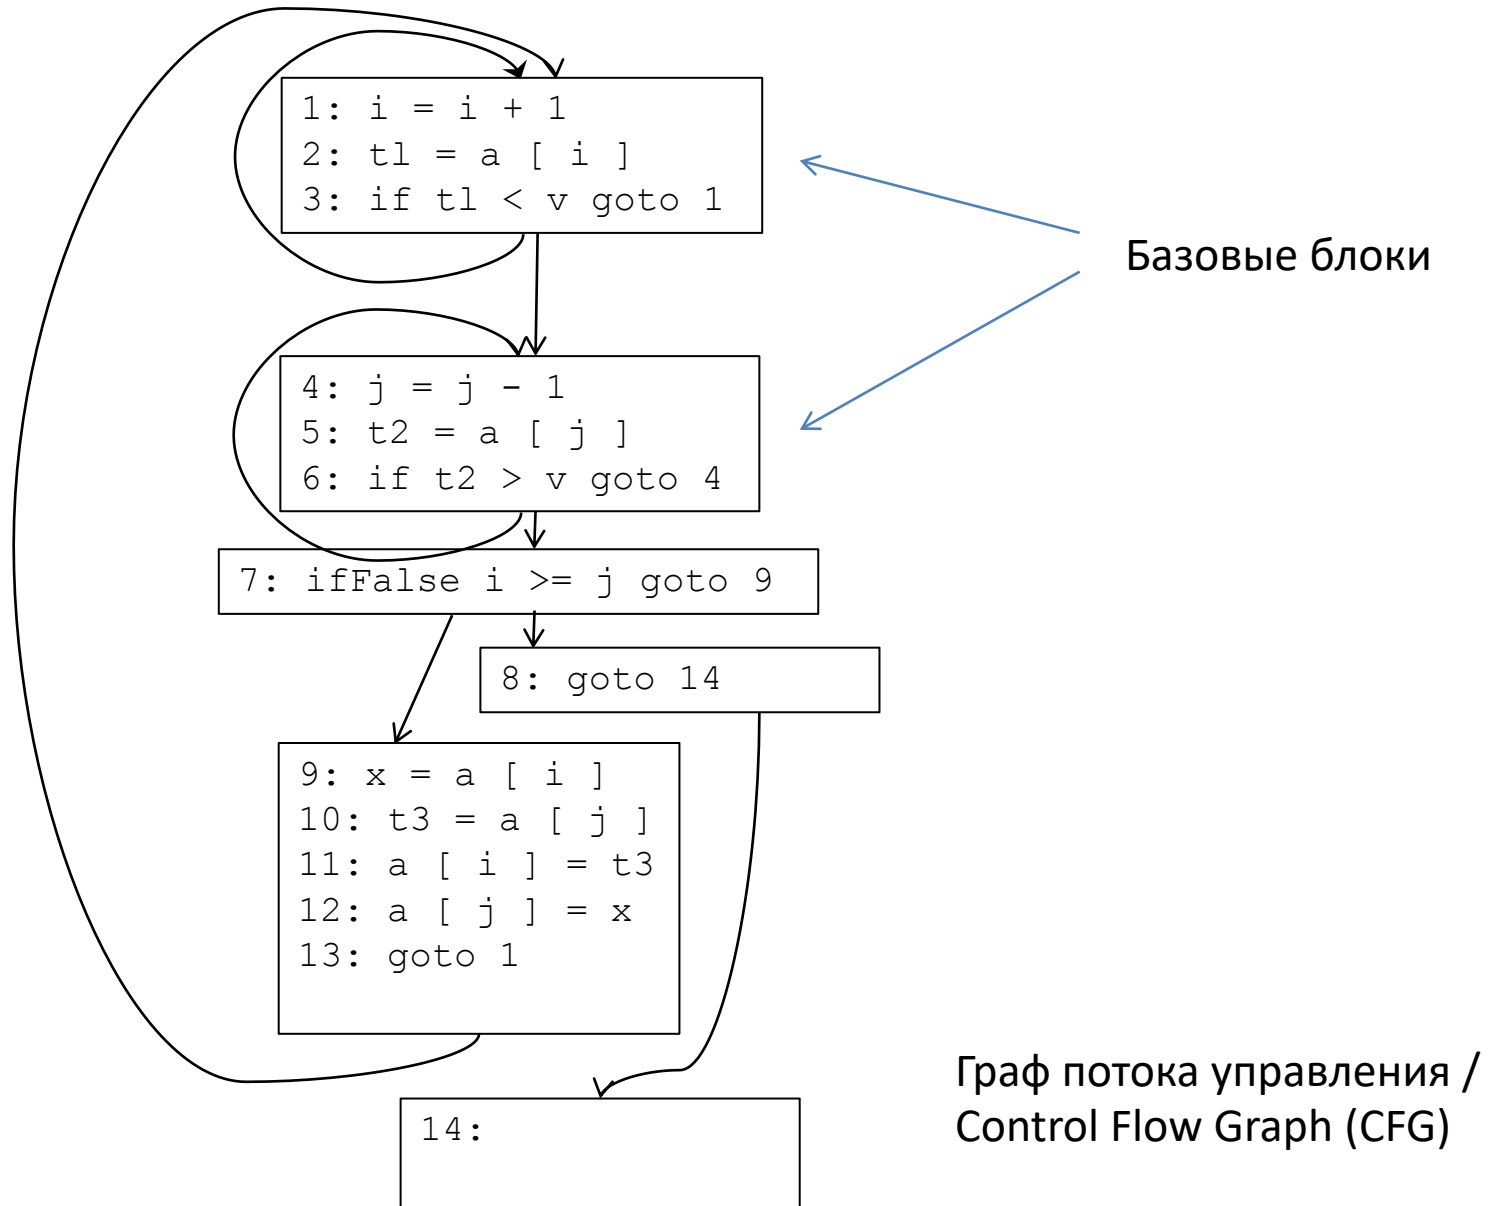 1: i = i + 1
2: t1 = a [ i ]
3: if t1 < v goto 1
Базовые блоки
4: j = j - 1
5: t2 = a [ j ]
6: if t2 > v goto 4
7: ifFalse i >= j goto 9
8: goto 14
9: x = a [ i ]
10: t3 = a [ j ]
11: a [ i ] = t3
12: a [ j ] = x
13: goto 1
Граф потока управления /
Control Flow Graph (CFG)
14: